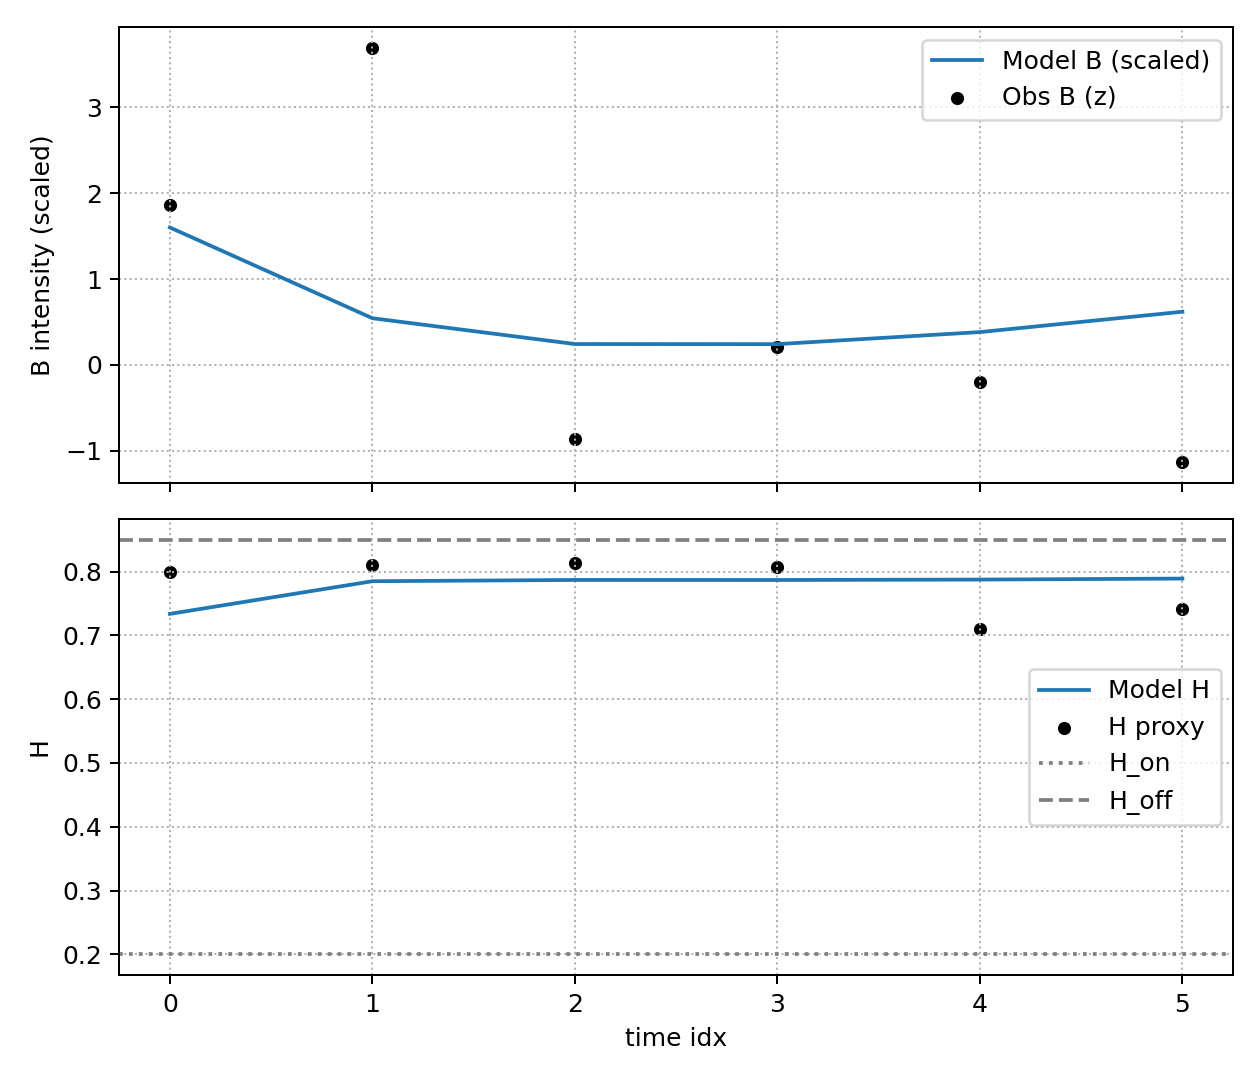 B intensity (scaled)
3
2
1
0
−1
Model B (scaled)
Obs B (z)
H
0.8
0.7
0.6
0.5
0.4
0.3
0.2
Model H
H proxy
H_on
H_off
0 1 2 3 4 5
time idx